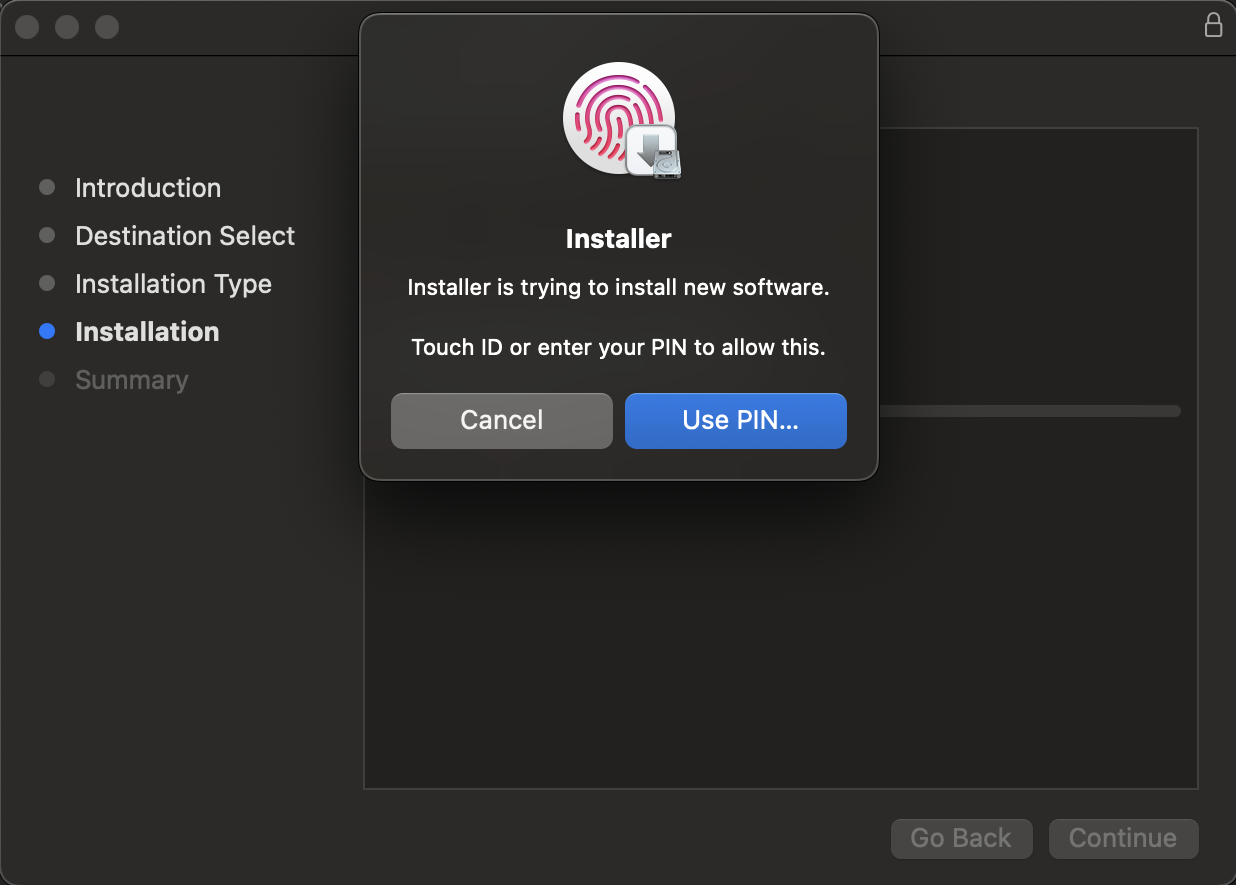 Introduction
Destination Select
Installation Type
Installation
Summary
Installer
Installer is trying to install new software.
Touch ID or enter your PIN to allow this.
Cancel
Use PIN...
Go Back
Continue